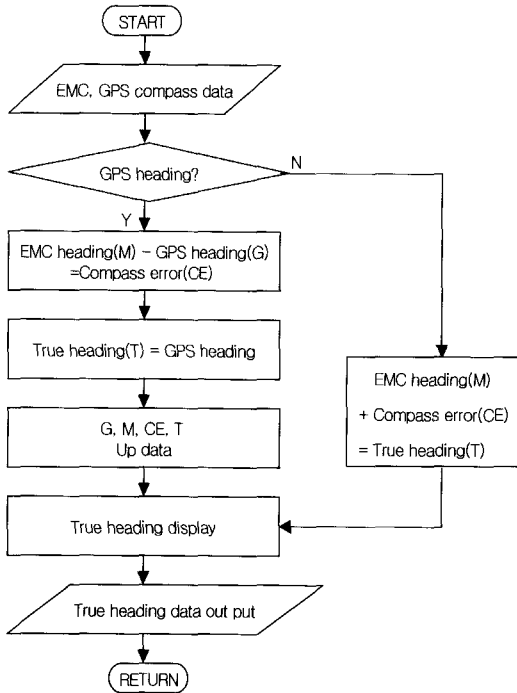 START
EMC, GPS compass data
GPS heading?
N
Y
EMC heading(M) - GPS heading(G)
=Compass error(CE)
True heading(T) = GPS heading
EMC heading(M)
+ Compass error(CE)
= True heading(T)
G, M, CE, T
Up data
True heading display
True heading data out put
RETURN